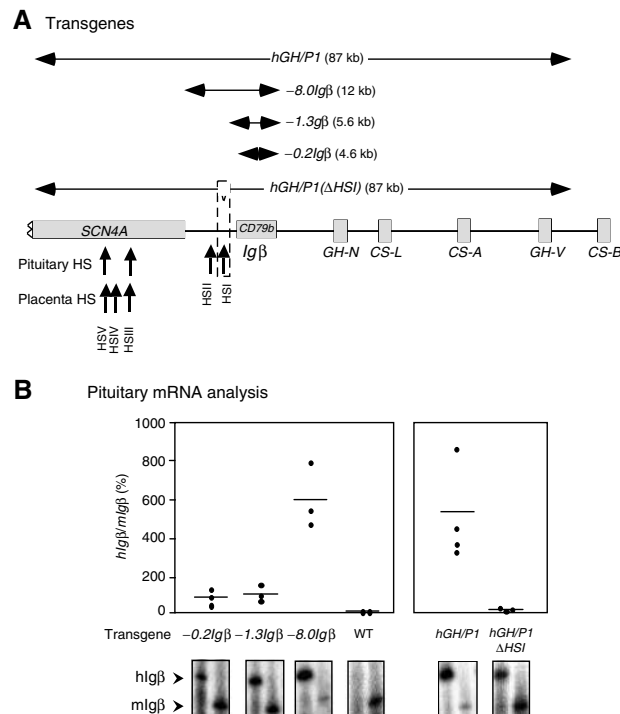 A Transgenes
hGH/P1 (87 kb)
−8.0Igβ (12 kb)
−1.3gβ (5.6 kb)
−0.2Igβ (4.6 kb)
hGH/P1(ΔHSI) (87 kb)
SCN4A CD79b
Igβ GH-N CS-L CS-A GH-V CS-B
Pituitary HS
HSII HSI
Placenta HS
HSV HSIV HSIII
B Pituitary mRNA analysis
1000
800
600
400
200
0
hIgβ/mIgβ (%)
Transgene −0.2Igβ −1.3Igβ −8.0Igβ WT hGH/P1 hGH/P1
ΔHSI
hIgβ
mIgβ